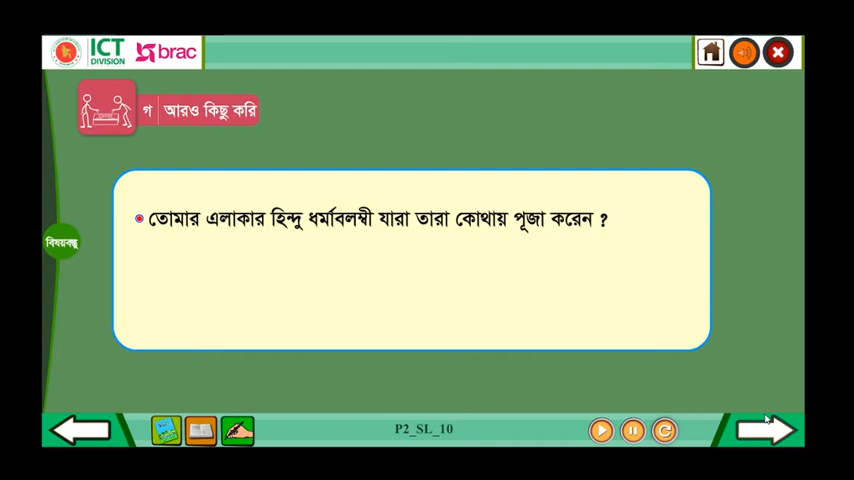 ICT
DIVISION
brac
গ আরও কিছু করি
তোমার এলাকার হিন্দু ধর্মাবলম্বী যারা তারা কোথায় পূজা করেন ?
বিষয়বস্তু
P2_SL_10